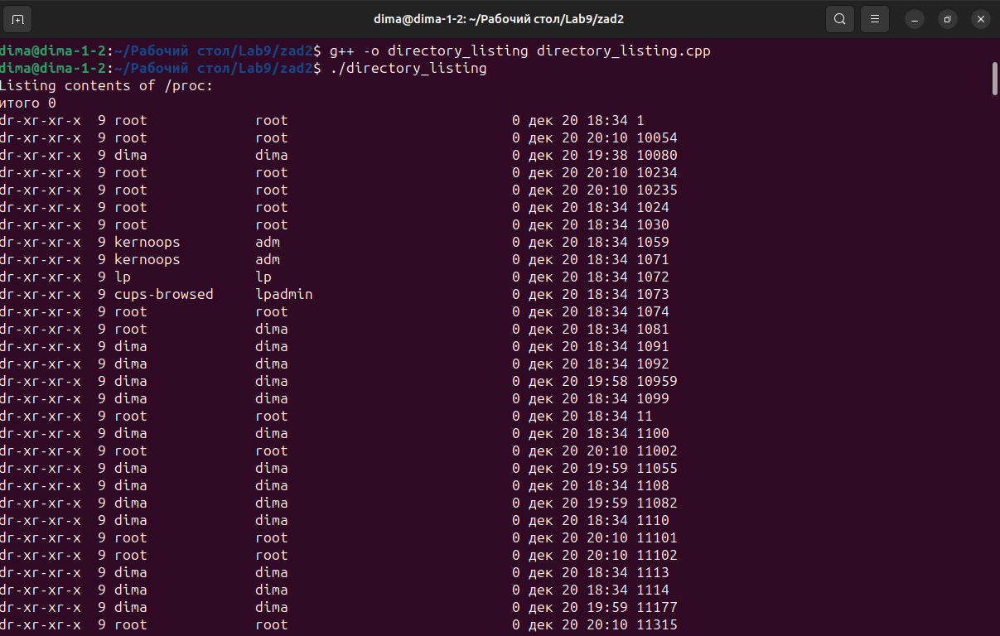 dima@dima-1-2: ~/Рабочий стол/Lab9/zad2
dima@dima-1-2:~/Рабочий стол/Lab9/zad2$ g++ -o directory_listing directory_listing.cpp
dima@dima-1-2:~/Рабочий стол/Lab9/zad2$ ./directory_listing
Listing contents of /proc:
итого 0
dr-xr-xr-x  9 root             root                           0 дек 20 18:34 1
dr-xr-xr-x  9 root             root                           0 дек 20 20:10 10054
dr-xr-xr-x  9 dima             dima                           0 дек 20 19:38 10080
dr-xr-xr-x  9 root             root                           0 дек 20 20:10 10234
dr-xr-xr-x  9 root             root                           0 дек 20 20:10 10235
dr-xr-xr-x  9 root             root                           0 дек 20 18:34 1024
dr-xr-xr-x  9 root             root                           0 дек 20 18:34 1030
dr-xr-xr-x  9 kernoops         adm                            0 дек 20 18:34 1059
dr-xr-xr-x  9 kernoops         adm                            0 дек 20 18:34 1071
dr-xr-xr-x  9 lp               lp                             0 дек 20 18:34 1072
dr-xr-xr-x  9 cups-browsed     lpadmin                        0 дек 20 18:34 1073
dr-xr-xr-x  9 root             root                           0 дек 20 18:34 1074
dr-xr-xr-x  9 root             dima                           0 дек 20 18:34 1081
dr-xr-xr-x  9 dima             dima                           0 дек 20 18:34 1091
dr-xr-xr-x  9 dima             dima                           0 дек 20 18:34 1092
dr-xr-xr-x  9 dima             dima                           0 дек 20 19:58 10959
dr-xr-xr-x  9 dima             dima                           0 дек 20 18:34 1099
dr-xr-xr-x  9 root             root                           0 дек 20 18:34 11
dr-xr-xr-x  9 dima             dima                           0 дек 20 18:34 1100
dr-xr-xr-x  9 root             root                           0 дек 20 20:10 11002
dr-xr-xr-x  9 dima             dima                           0 дек 20 19:59 11055
dr-xr-xr-x  9 dima             dima                           0 дек 20 18:34 1108
dr-xr-xr-x  9 dima             dima                           0 дек 20 19:59 11082
dr-xr-xr-x  9 dima             dima                           0 дек 20 18:34 1110
dr-xr-xr-x  9 root             root                           0 дек 20 20:10 11101
dr-xr-xr-x  9 root             root                           0 дек 20 20:10 11102
dr-xr-xr-x  9 dima             dima                           0 дек 20 18:34 1113
dr-xr-xr-x  9 dima             dima                           0 дек 20 18:34 1114
dr-xr-xr-x  9 dima             dima                           0 дек 20 19:59 11177
dr-xr-xr-x  9 root             root                           0 дек 20 20:10 11315